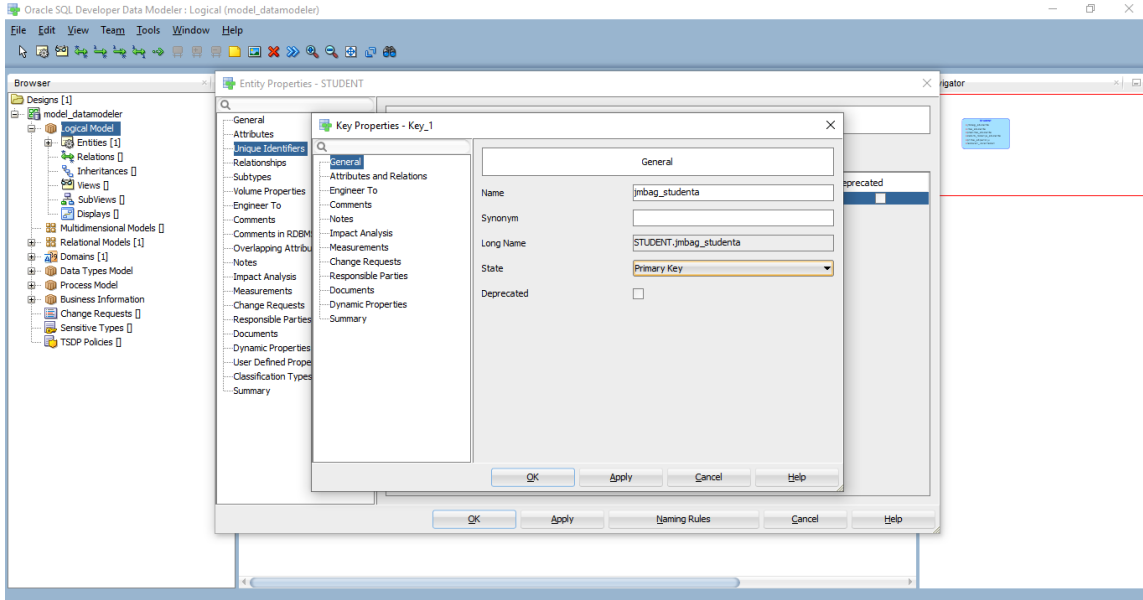 Oracle SQL Developer Data Modeler : Logical (model_datamodeler)
File Edit View Team Tools Window Help
Browser
Designs [1]
model_datamodeler
Logical Model
Entities [1]
Relations []
Inheritances []
Views []
SubViews []
Displays []
Multidimensional Models []
Relational Models [1]
Domains [1]
Data Types Model
Process Model
Business Information
Change Requests []
Sensitive Types []
TSDP Policies []
Entity Properties - STUDENT
General
Attributes
Unique Identifiers
Relationships
Subtypes
Volume Properties
Engineer To
Comments
Comments in RDBM
Overlapping Attribu
Notes
Impact Analysis
Measurements
Change Requests
Responsible Parties
Documents
Dynamic Properties
User Defined Prope
Classification Types
Summary
Key Properties - Key_1
General
Attributes and Relations
Engineer To
Comments
Notes
Impact Analysis
Measurements
Change Requests
Responsible Parties
Documents
Dynamic Properties
Summary
General
Name jmbag_studenta
Synonym
Long Name STUDENT.jmbag_studenta
State Primary Key
Deprecated
OK Apply Cancel Help
eprecated
OK Apply Naming Rules Cancel Help
vigator